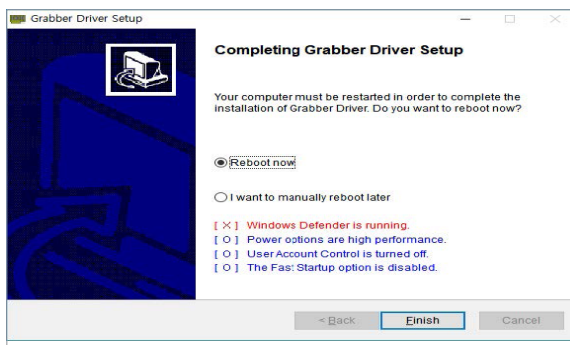 Grabber Driver Setup
Completing Grabber Driver Setup
Your computer must be restarted in order to complete the
installation of Grabber Driver. Do you want to reboot now?
Reboot now
I want to manually reboot later
[ X ] Windows Defender is running.
[ O ] Power options are high performance.
[ O ] User Account Control is turned off.
[ O ] The Fast Startup option is disabled.
< Back
Finish
Cancel